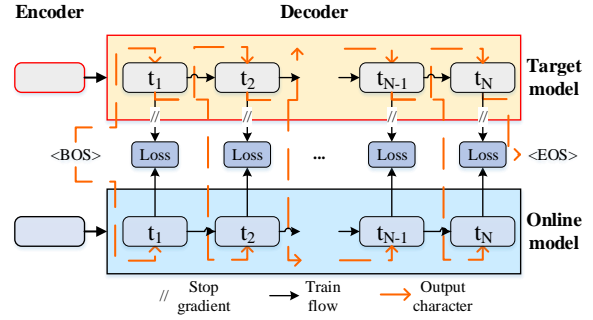 Encoder
Decoder
t1
t2
tN-1
tN
Target
model
//
//
//
//
<BOS>
Loss
Loss
...
Loss
Loss
<EOS>
t1
t2
tN-1
tN
Online
model
// Stop
gradient
Train
flow
Output
character